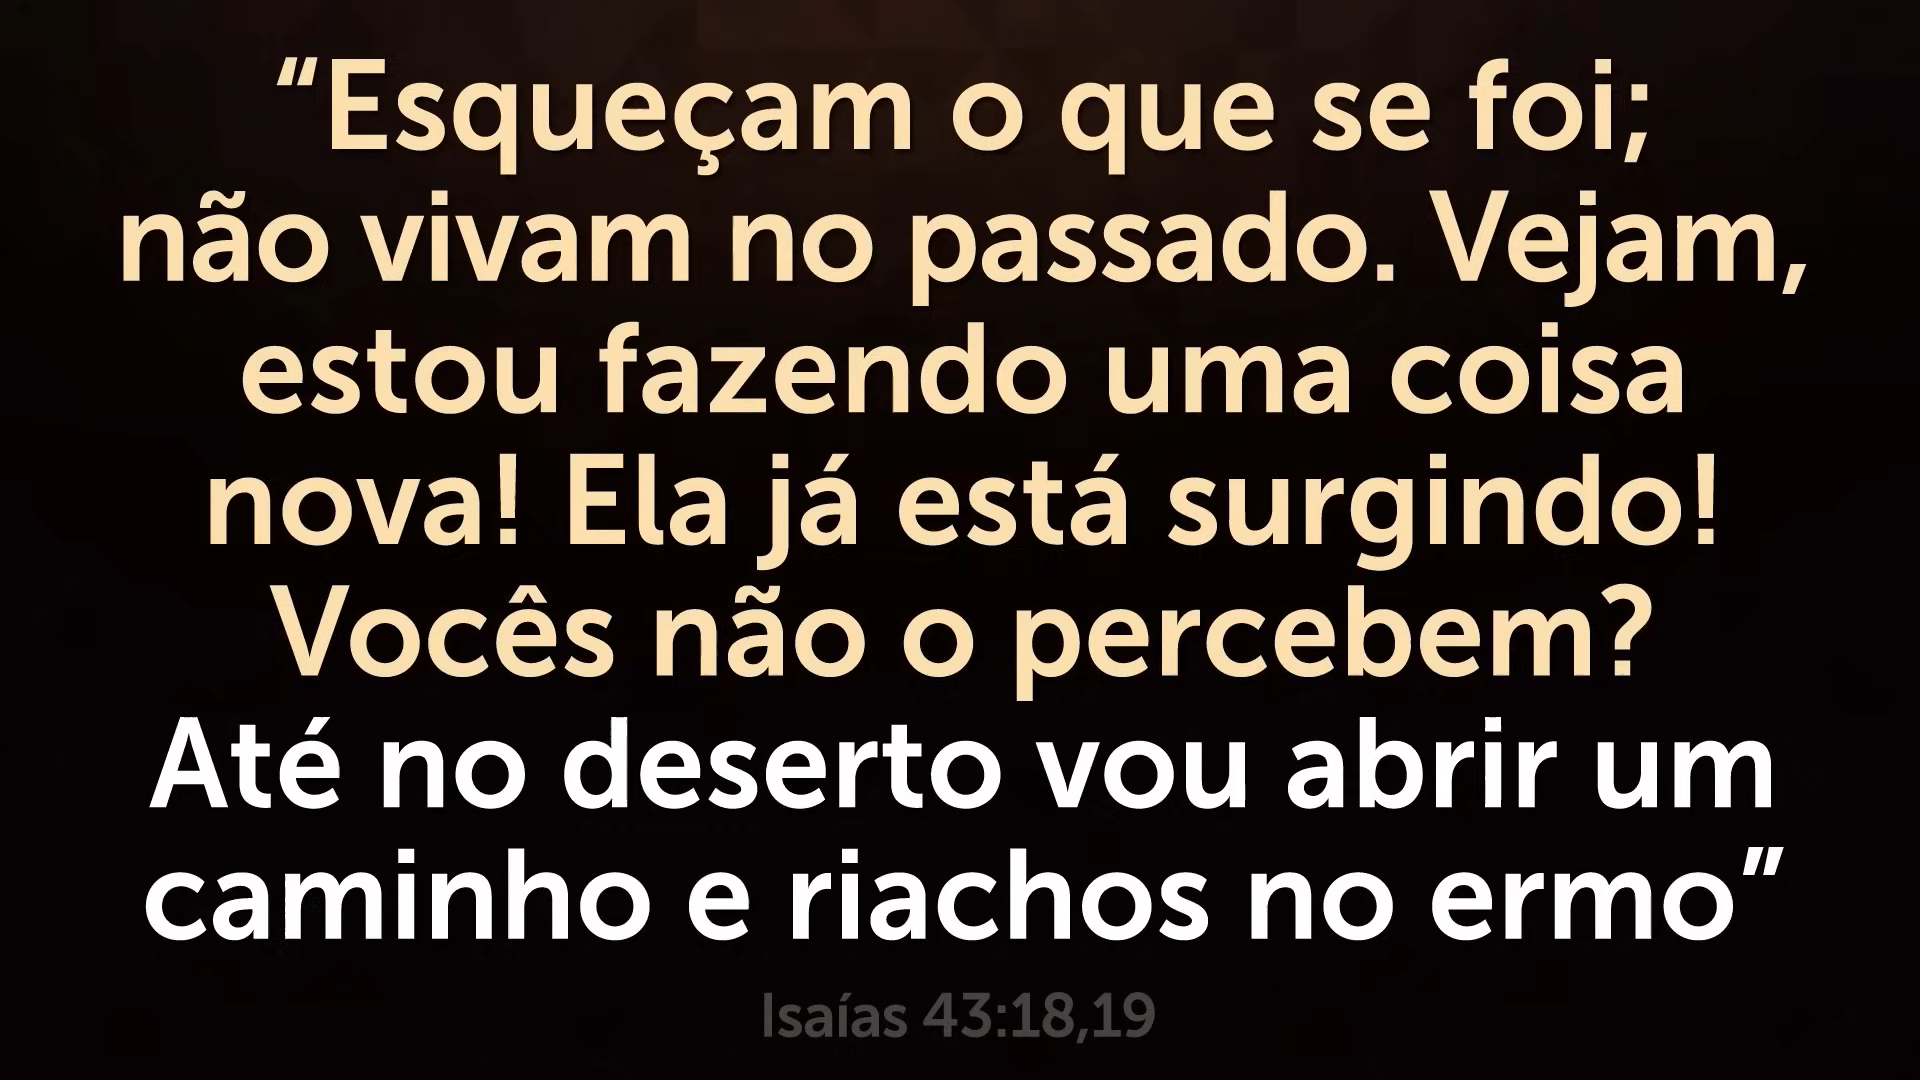 “Esqueçam o que se foi;
não vivam no passado. Vejam,
estou fazendo uma coisa
nova! Ela já está surgindo!
Vocês não o percebem?
Até no deserto vou abrir um
caminho e riachos no ermo”
Isaías 43:18,19